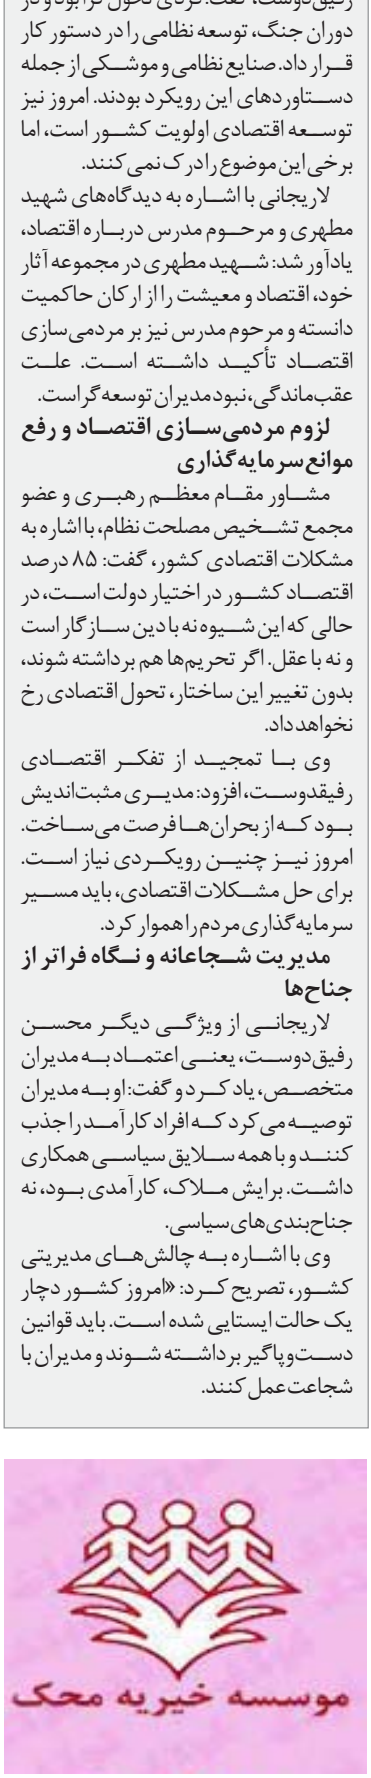 دوران جنگ، توسعه نظامی را در دستور کار
قرار داد. صنایع نظامی و موشکی از جمله
دستاوردهای این رویکرد بودند. امروز نیز
توسعه اقتصادی اولویت کشور است، اما
برخی این موضوع را درک نمی‌کنند.
لاریجانی با اشاره به دیدگاه‌های شهید
مطهری و مرحوم مدرس درباره اقتصاد،
یادآور شد: شهید مطهری در مجموعه آثار
خود، اقتصاد و معیشت را از ارکان حاکمیت
دانسته و مرحوم مدرس نیز بر مردمی‌سازی
اقتصاد تأکید داشته است. علت
عقب‌ماندگی، نبود مدیران توسعه‌گراست.
لزوم مردمی‌سازی اقتصاد و رفع
موانع سرمایه‌گذاری
مشاور مقام معظم رهبری و عضو
مجمع تشخیص مصلحت نظام، با اشاره به
مشکلات اقتصادی کشور، گفت: ۸۵ درصد
اقتصاد کشور در اختیار دولت است، در
حالی که این شیوه نه با دین سازگار است
و نه با عقل. اگر تحریم‌ها هم برداشته شوند،
بدون تغییر این ساختار، تحول اقتصادی رخ
نخواهد داد.
وی با تمجید از تفکر اقتصادی
رفیقدوست، افزود: مدیری مثبت‌اندیش
بود که از بحران‌ها فرصت می‌ساخت.
امروز نیز چنین رویکردی نیاز است.
برای حل مشکلات اقتصادی، باید مسیر
سرمایه‌گذاری مردم را هموار کرد.
مدیریت شجاعانه و نگاه فراتر از
جناح‌ها
لاریجانی از ویژگی دیگر محسن
رفیق‌دوست، یعنی اعتماد به مدیران
متخصص، یاد کرد و گفت: او به مدیران
توصیه می‌کرد که افراد کارآمد را جذب
کنند و با همه سلایق سیاسی همکاری
داشت. برایش ملاک، کارآمدی بود، نه
جناح‌بندی‌های سیاسی.
وی با اشاره به چالش‌های مدیریتی
کشور، تصریح کرد: «امروز کشور دچار
یک حالت ایستایی شده است. باید قوانین
دست‌وپاگیر برداشته شوند و مدیران با
شجاعت عمل کنند.
موسسه خیریه محک